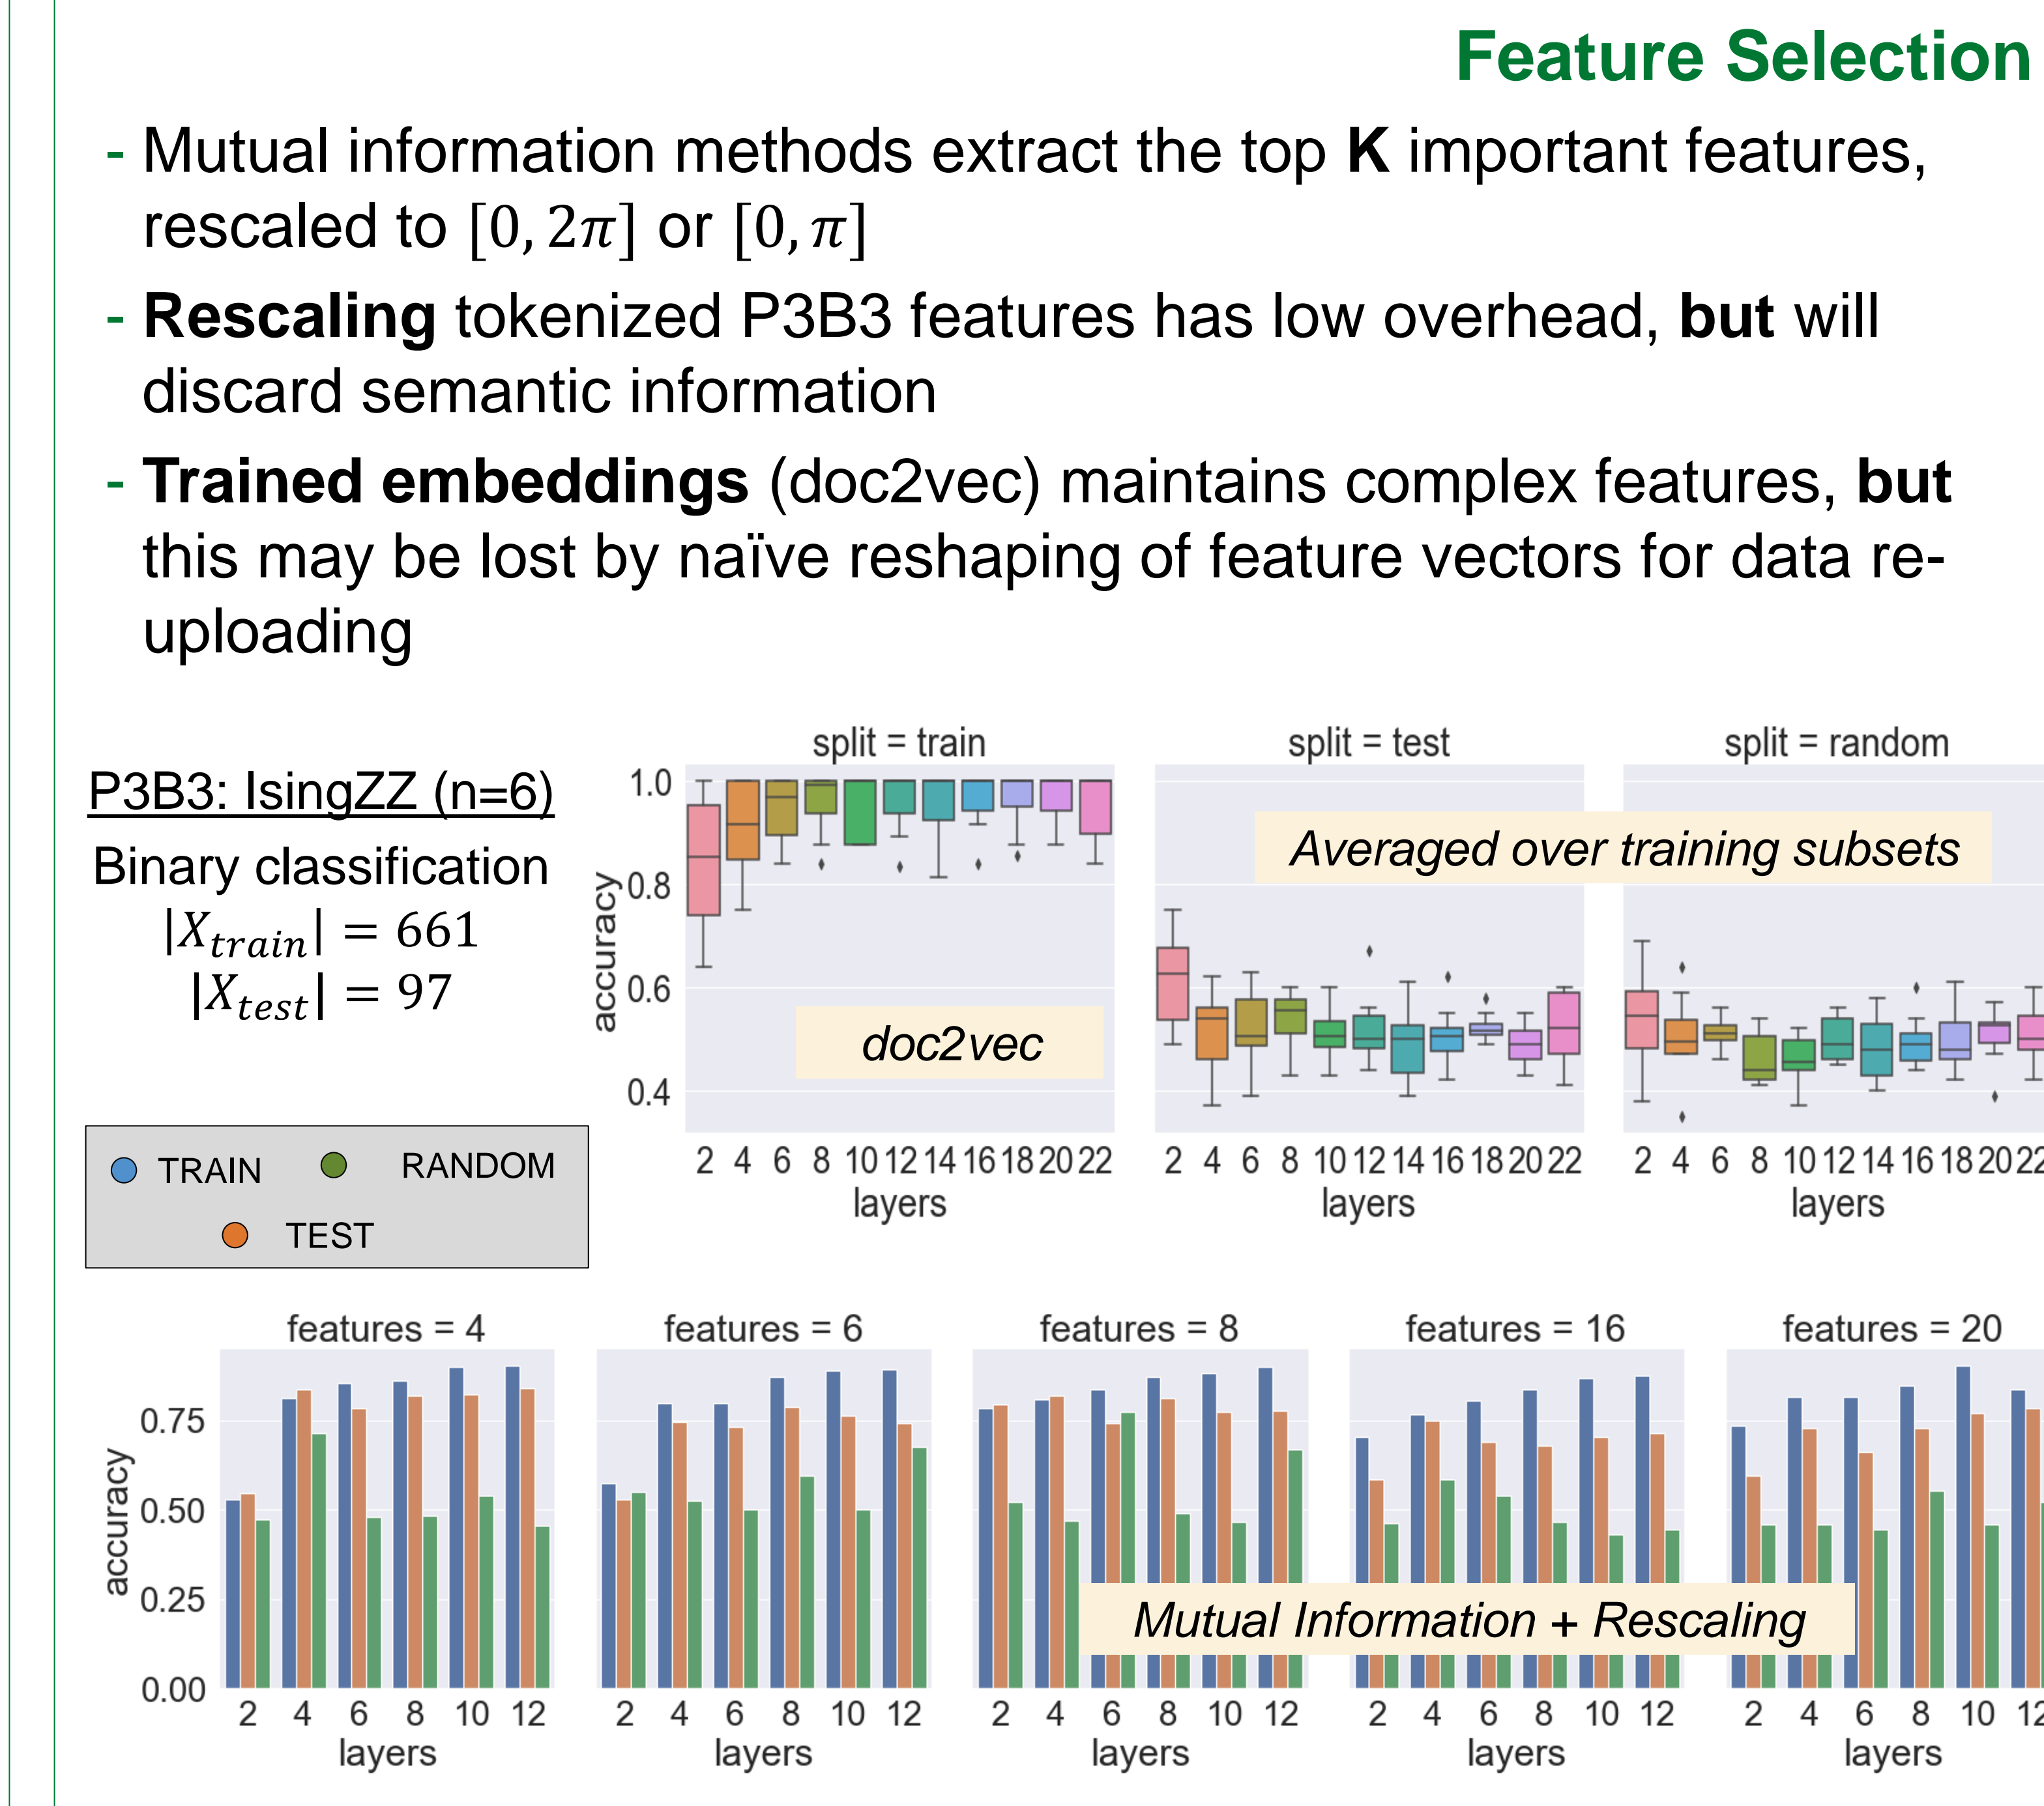 Feature Selection
- Mutual information methods extract the top K important features,
rescaled to [0, 2π] or [0, π]
- Rescaling tokenized P3B3 features has low overhead, but will
discard semantic information
- Trained embeddings (doc2vec) maintains complex features, but
this may be lost by naïve reshaping of feature vectors for data re-
uploading
P3B3: IsingZZ (n=6)
Binary classification
|X_train| = 661
|X_test| = 97
TRAIN RANDOM
TEST
split = train split = test split = random
1.0
0.8
0.6
0.4
accuracy
Averaged over training subsets
doc2vec
2 4 6 8 10 12 14 16 18 20 22 2 4 6 8 10 12 14 16 18 20 22 2 4 6 8 10 12 14 16 18 20 22
layers layers layers
features = 4 features = 6 features = 8 features = 16 features = 20
0.75
0.50
0.25
0.00
accuracy
Mutual Information + Rescaling
2 4 6 8 10 12 2 4 6 8 10 12 2 4 6 8 10 12 2 4 6 8 10 12 2 4 6 8 10 12
layers layers layers layers layers